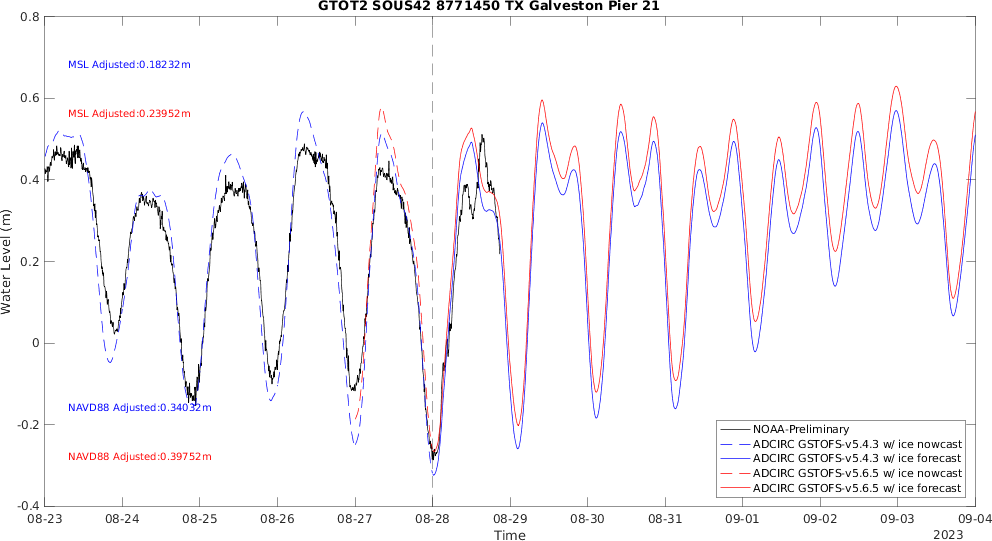 GTOT2 SOUS42 8771450 TX Galveston Pier 21
0.8
0.6
0.4
0.2
0
-0.2
-0.4
Water Level (m)
MSL Adjusted:0.18232m
MSL Adjusted:0.23952m
NAVD88 Adjusted:0.34032m
NAVD88 Adjusted:0.39752m
NOAA-Preliminary
ADCIRC GSTOFS-v5.4.3 w/ ice nowcast
ADCIRC GSTOFS-v5.4.3 w/ ice forecast
ADCIRC GSTOFS-v5.6.5 w/ ice nowcast
ADCIRC GSTOFS-v5.6.5 w/ ice forecast
08-23 08-24 08-25 08-26 08-27 08-28 08-29 08-30 08-31 09-01 09-02 09-03 09-04
Time
2023